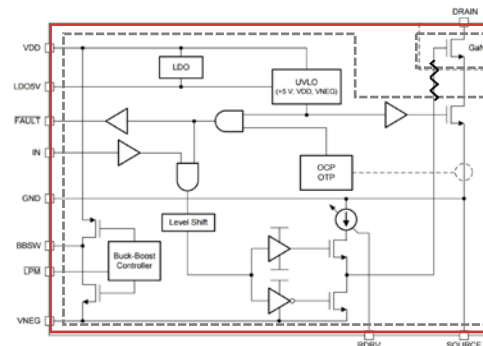 DRAIN
VDD
LDO
LDO5V
UVLO
(+5 V, VDD, VNEG)
FAULT
IN
OCP
OTP
GND
Level Shift
BBSW
Buck-Boost
Controller
LPM
VNEG
SOURCE